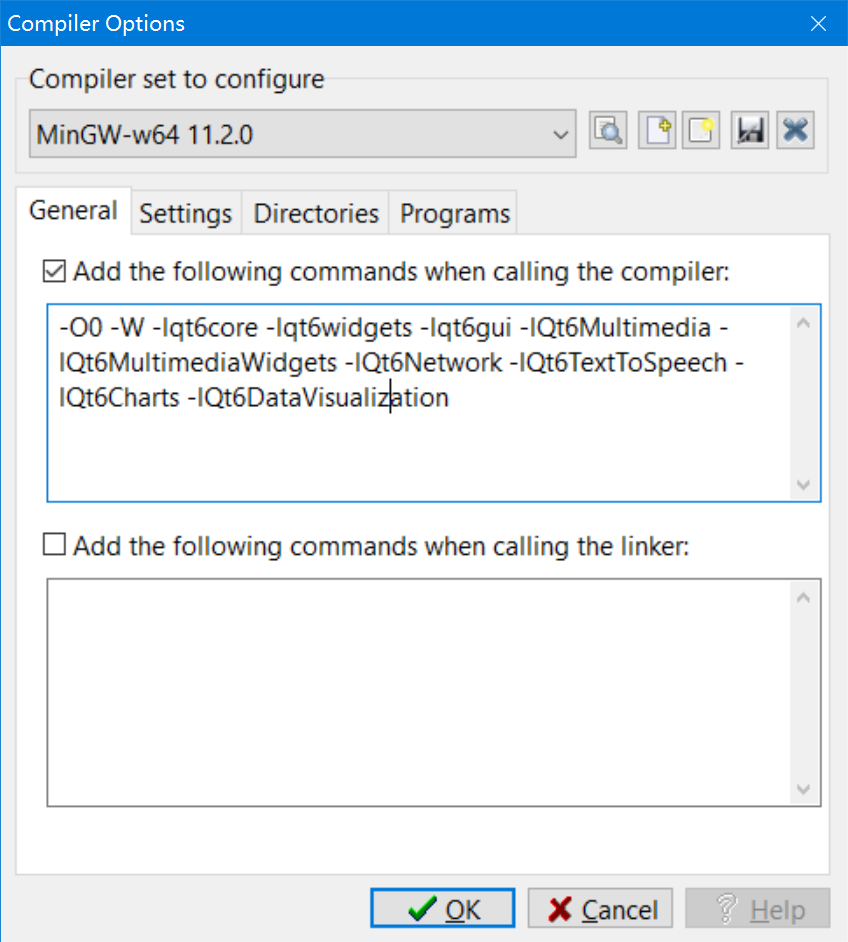 Compiler Options
Compiler set to configure
MinGW-w64 11.2.0
General Settings Directories Programs
Add the following commands when calling the compiler:
-O0 -W -lqt6core -lqt6widgets -lqt6gui -lQt6Multimedia -
lQt6MultimediaWidgets -lQt6Network -lQt6TextToSpeech -
lQt6Charts -lQt6DataVisualization
Add the following commands when calling the linker:
OK Cancel Help